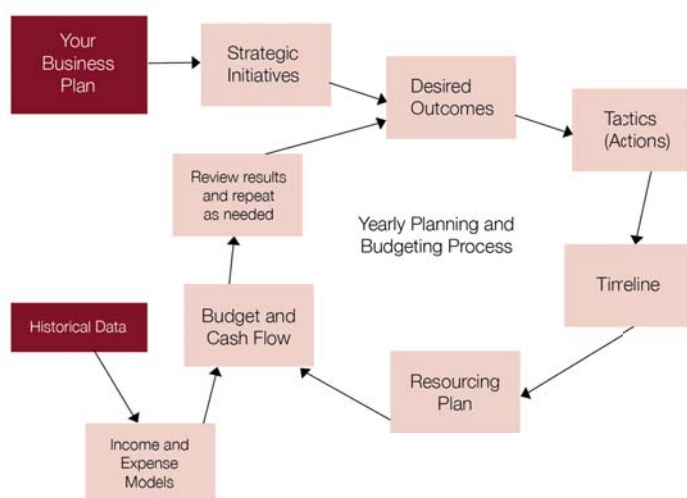 Your
Business
Plan
Strategic
Initiatives
Desired
Outcomes
Tactics
(Actions)
Review results
and repeat
as needed
Yearly Planning and
Budgeting Process
Timeline
Historical Data
Budget and
Cash Flow
Resourcing
Plan
Income and
Expense
Models